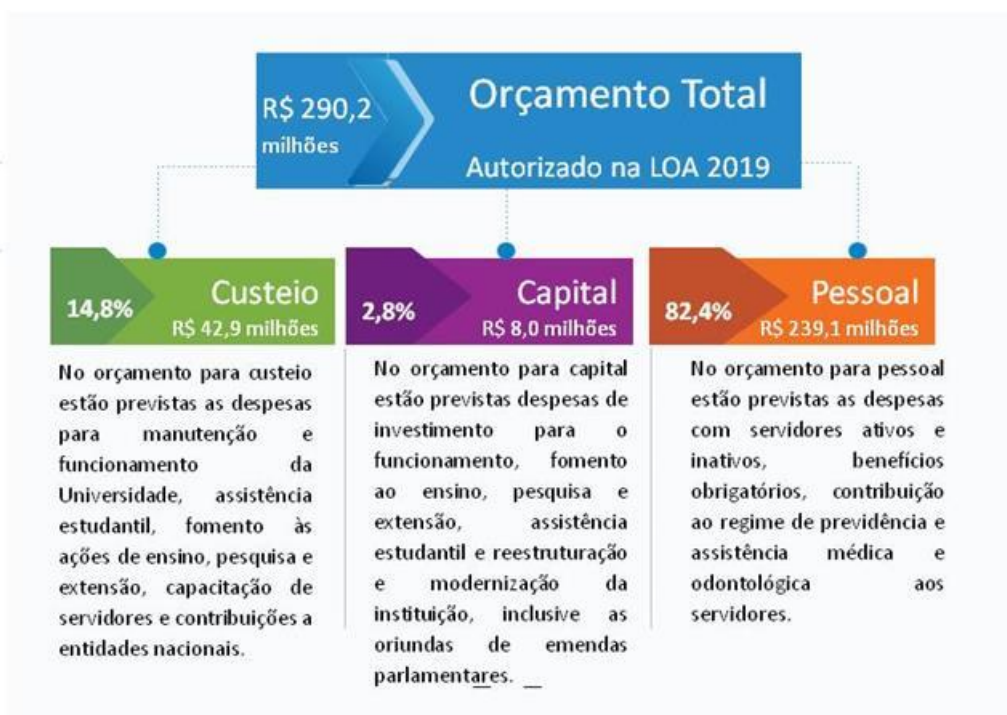 R$ 290,2
milhões
Orçamento Total
Autorizado na LOA 2019
14,8%
Custeio
R$ 42,9 milhões
No orçamento para custeio
estão previstas as despesas
para manutenção e
funcionamento da
Universidade, assistência
estudantil, fomento às
ações de ensino, pesquisa e
extensão, capacitação de
servidores e contribuições a
entidades nacionais.
2,8%
Capital
R$ 8,0 milhões
No orçamento para capital
estão previstas despesas de
investimento para o
funcionamento, fomento
ao ensino, pesquisa e
extensão, assistência
estudantil e reestruturação
e modernização da
instituição, inclusive as
oriundas de emendas
parlamentares.
82,4%
Pessoal
R$ 239,1 milhões
No orçamento para pessoal
estão previstas as despesas
com servidores ativos e
inativos, benefícios
obrigatórios, contribuição
ao regime de previdência e
assistência médica e
odontológica aos
servidores.